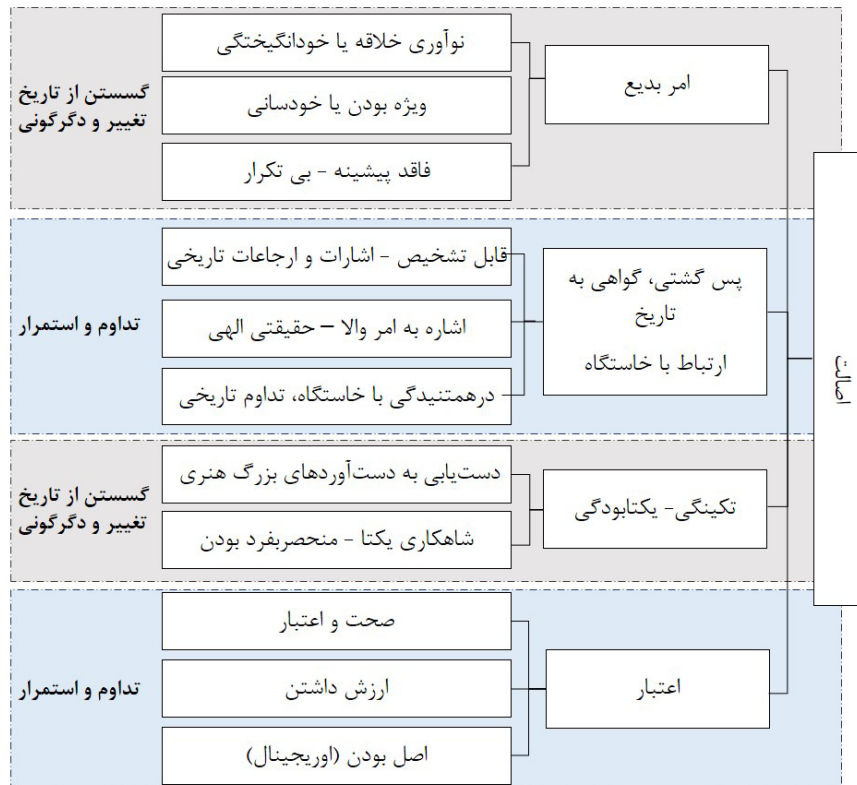 اصالت
امر بدیع
نوآوری خلاقه یا خودانگیختگی
ویژه بودن یا خودسانی
فاقد پیشینه - بی تکرار
گسستن از تاریخ
تغییر و دگرگونی
پس گشتی، گواهی به
تاریخ
ارتباط با خاستگاه
قابل تشخیص - اشارات و ارجاعات تاریخی
اشاره به امر والا – حقیقتی الهی
درهمتنیدگی با خاستگاه، تداوم تاریخی
تداوم و استمرار
تکینگی- یکتابودگی
دست‌یابی به دست‌آوردهای بزرگ هنری
شاهکاری یکتا - منحصربفرد بودن
گسستن از تاریخ
تغییر و دگرگونی
اعتبار
صحت و اعتبار
ارزش داشتن
اصل بودن (اوریجینال)
تداوم و استمرار